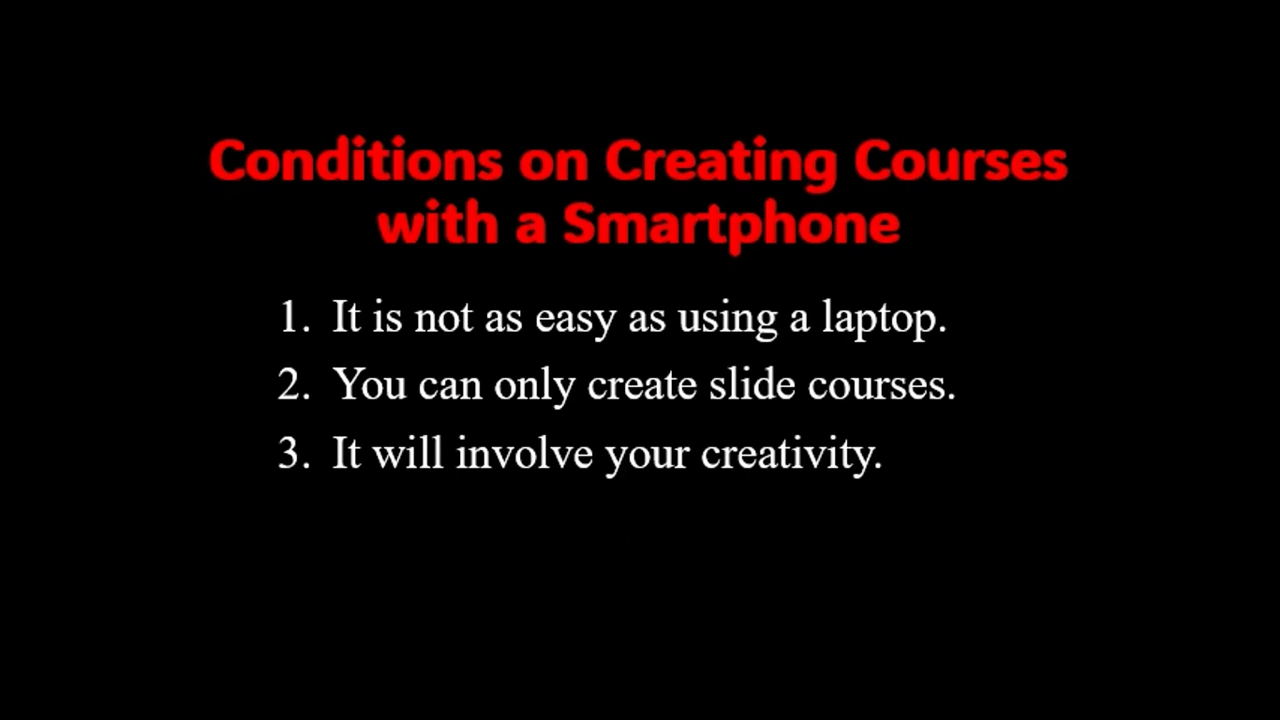 Conditions on Creating Courses
with a Smartphone
1. It is not as easy as using a laptop.
2. You can only create slide courses.
3. It will involve your creativity.